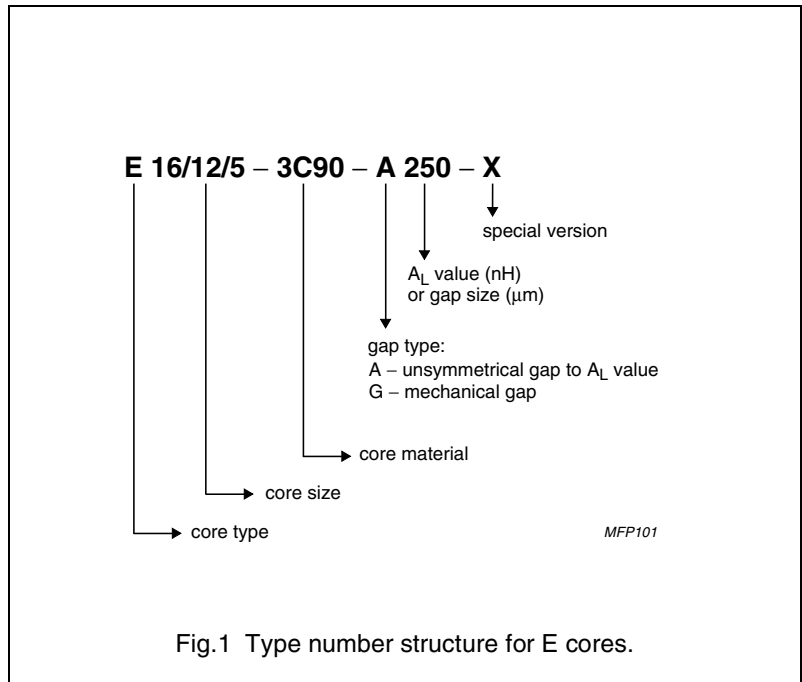 E 16/12/5 – 3C90 – A 250 – X
special version
AL value (nH)
or gap size (μm)
gap type:
A – unsymmetrical gap to AL value
G – mechanical gap
core material
core size
core type
MFP101
Fig.1 Type number structure for E cores.